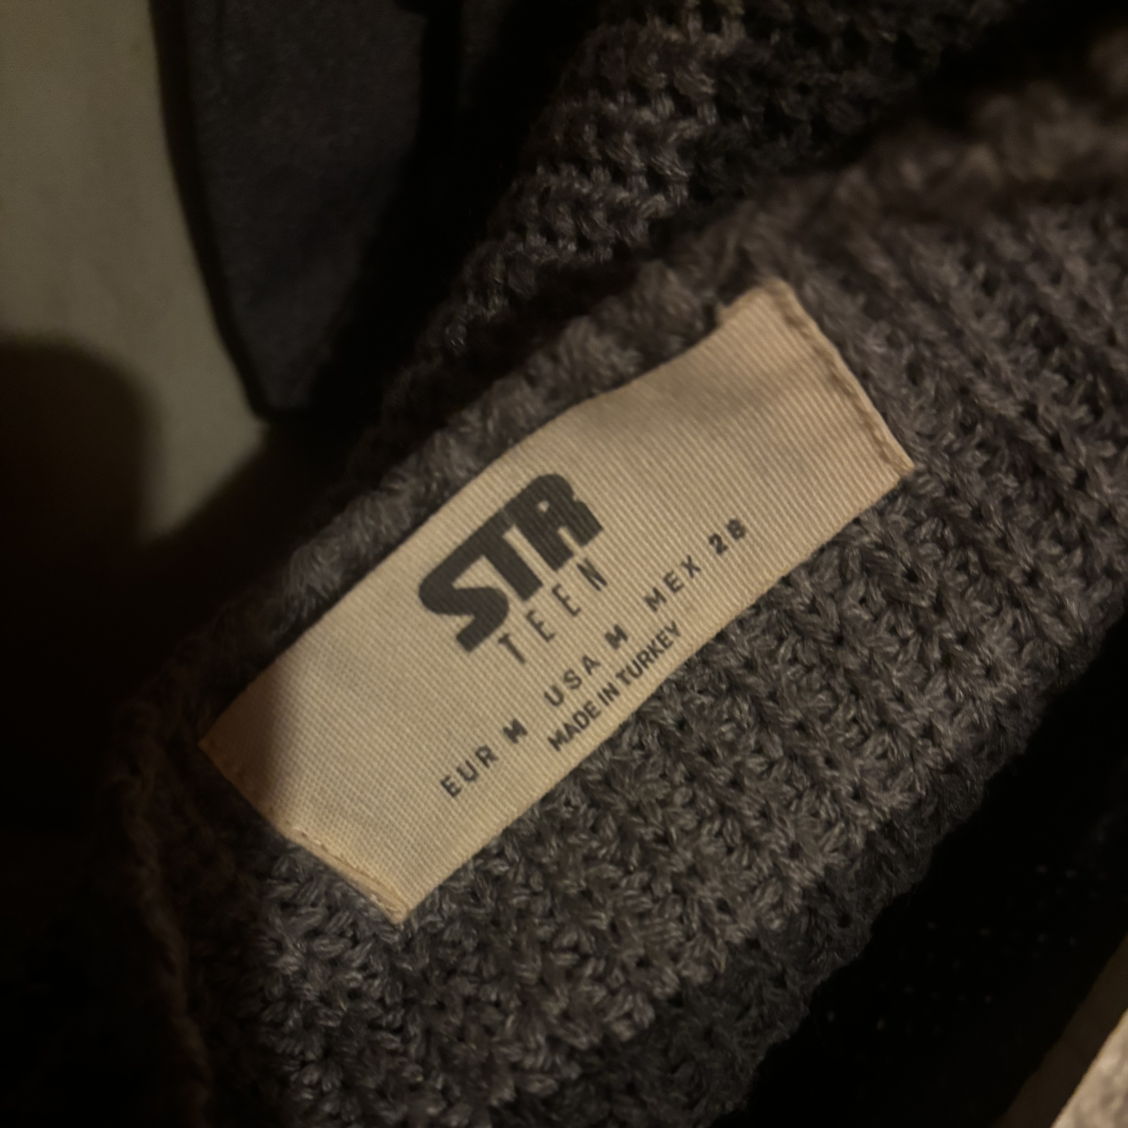 STR
TEEN
EUR M USA M MEX 28
MADE IN TURKEY